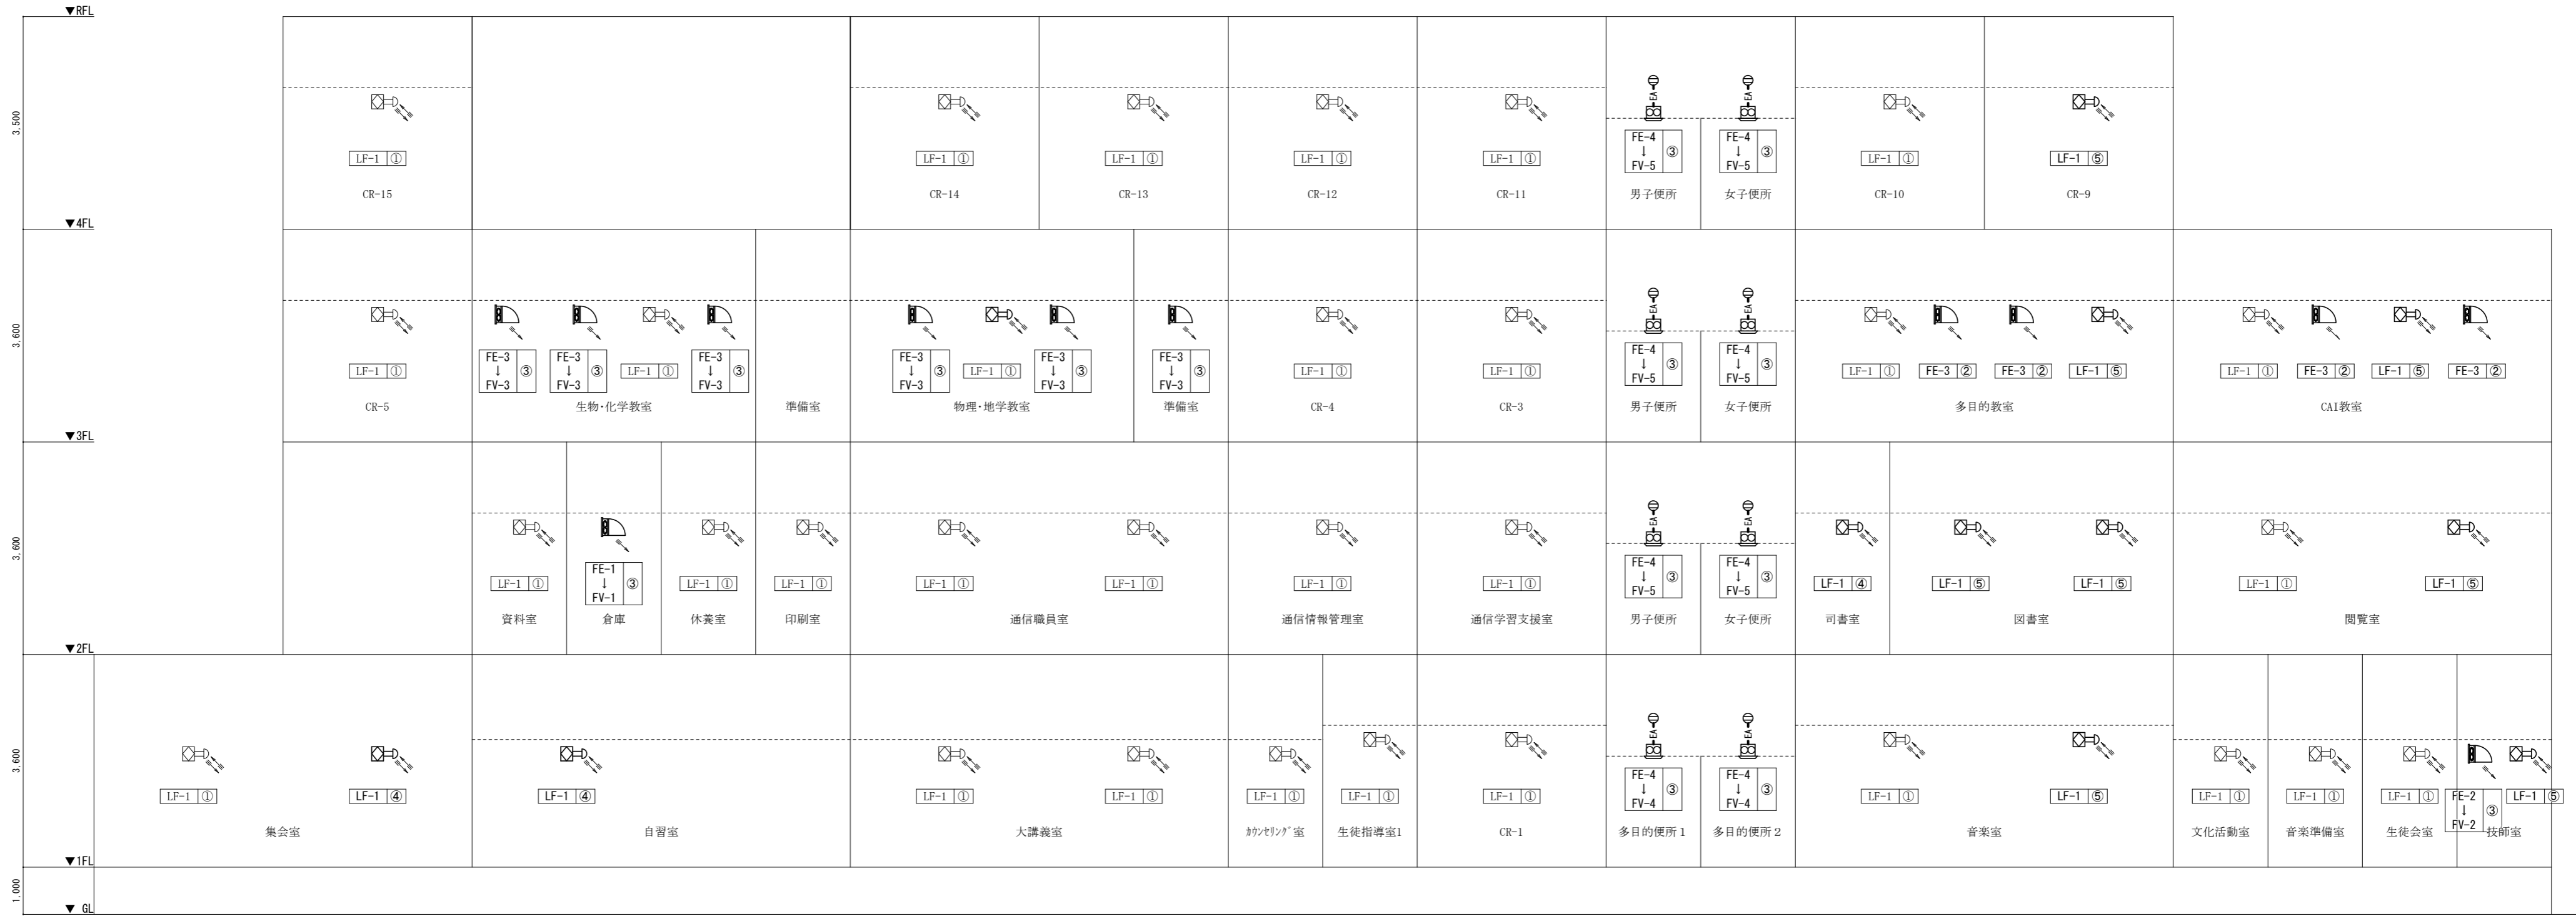 ▼RFL
3.500
EA
EA
LF-1 ①
LF-1 ①
LF-1 ①
LF-1 ①
LF-1 ①
FE-4
↓
FV-5
③
FE-4
↓
FV-5
③
LF-1 ①
LF-1 ⑤
CR-15
CR-14
CR-13
CR-12
CR-11
男子便所
女子便所
CR-10
CR-9
▼4FL
3.600
EA
EA
LF-1 ①
FE-3
↓
FV-3
③
FE-3
↓
FV-3
③
LF-1 ①
FE-3
↓
FV-3
③
FE-3
↓
FV-3
③
LF-1 ①
FE-3
↓
FV-3
③
FE-3
↓
FV-3
③
LF-1 ①
LF-1 ①
FE-4
↓
FV-5
③
FE-4
↓
FV-5
③
LF-1 ①
FE-3 ②
FE-3 ②
LF-1 ⑤
LF-1 ①
FE-3 ②
LF-1 ⑤
FE-3 ②
CR-5
生物・化学教室
準備室
物理・地学教室
準備室
CR-4
CR-3
男子便所
女子便所
多目的教室
CAI教室
▼3FL
3.600
EA
EA
LF-1 ①
FE-1
↓
FV-1
③
LF-1 ①
LF-1 ①
LF-1 ①
LF-1 ①
LF-1 ①
LF-1 ①
FE-4
↓
FV-5
③
FE-4
↓
FV-5
③
LF-1 ④
LF-1 ⑤
LF-1 ⑤
LF-1 ①
LF-1 ⑤
資料室
倉庫
休養室
印刷室
通信職員室
通信情報管理室
通信学習支援室
男子便所
女子便所
司書室
図書室
閲覧室
▼2FL
3.600
EA
EA
LF-1 ①
LF-1 ④
LF-1 ④
LF-1 ①
LF-1 ①
LF-1 ①
LF-1 ①
LF-1 ①
FE-4
↓
FV-4
③
FE-4
↓
FV-4
③
LF-1 ①
LF-1 ⑤
LF-1 ①
LF-1 ①
LF-1 ①
FE-2
↓
FV-2
③
LF-1 ⑤
集会室
自習室
大講義室
ｶｳﾝｾﾘﾝｸﾞ室
生徒指導室1
CR-1
多目的便所１
多目的便所２
音楽室
文化活動室
音楽準備室
生徒会室
技師室
▼1FL
1.000
▼ GL